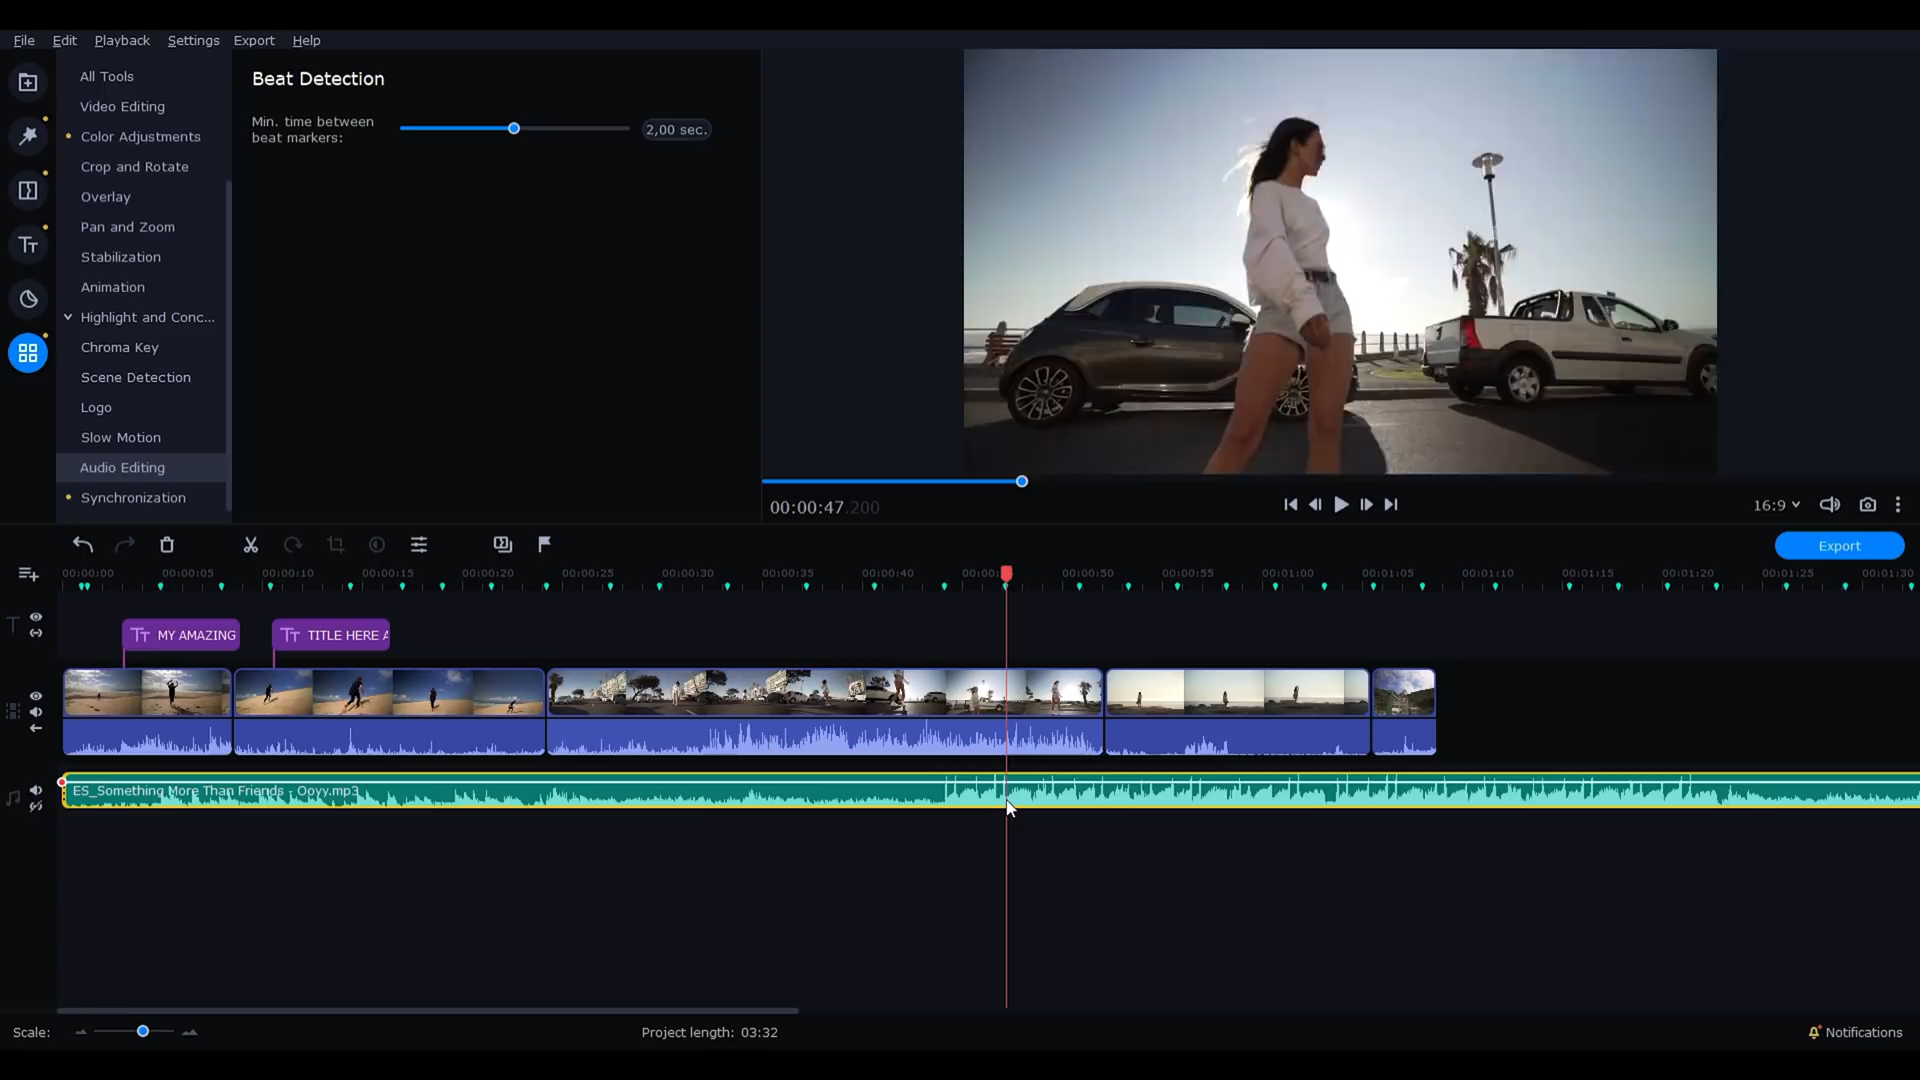 File Edit Playback Settings Export Help
All Tools
Video Editing
Color Adjustments
Crop and Rotate
Overlay
Pan and Zoom
Stabilization
Animation
Highlight and Conc...
Chroma Key
Scene Detection
Logo
Slow Motion
Audio Editing
Synchronization
Beat Detection
Min. time between
beat markers:
2,00 sec.
00:00:47.200
16:9
Export
00:00:00 00:00:05 00:00:10 00:00:15 00:00:20 00:00:25 00:00:30 00:00:35 00:00:40 00:00:50 00:00:55 00:01:00 00:01:05 00:01:10 00:01:15 00:01:20 00:01:25 00:01:30
MY AMAZING
TITLE HERE
ES_Something More Than Friends - Ooyy.mp3
Scale:
Project length: 03:32
Notifications